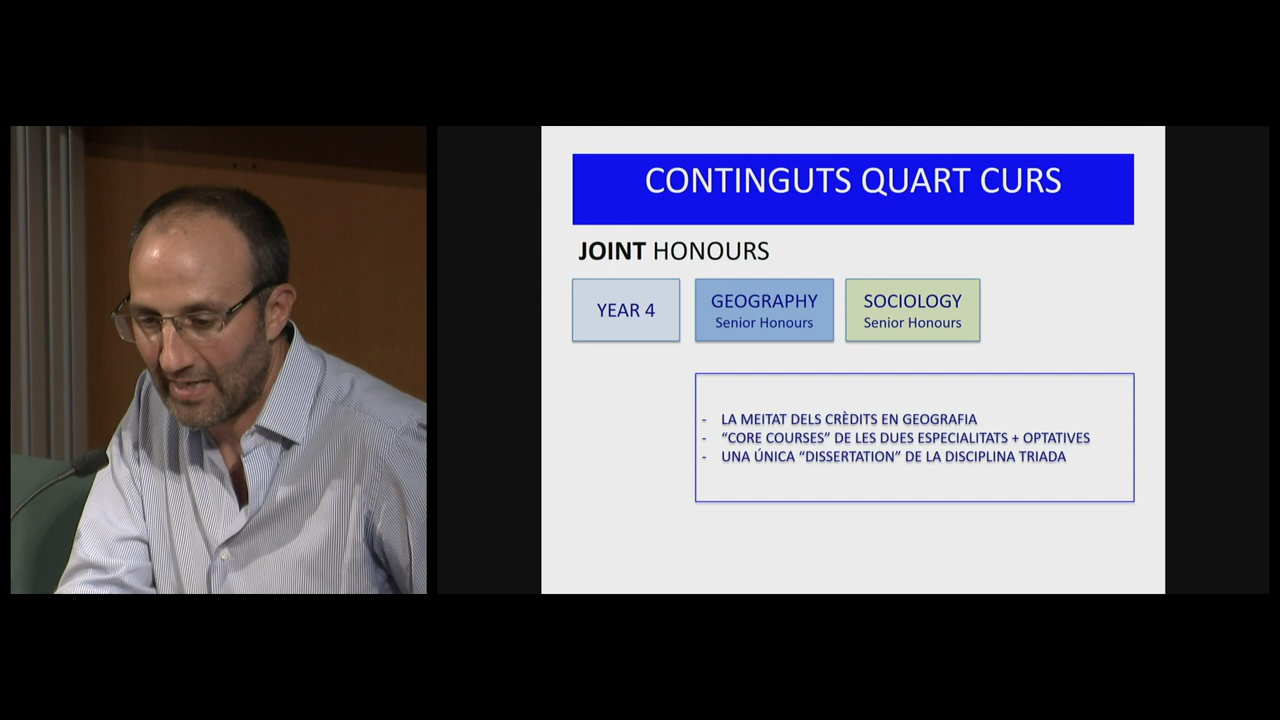 CONTINGUTS QUART CURS
JOINT HONOURS
YEAR 4
GEOGRAPHY
Senior Honours
SOCIOLOGY
Senior Honours
- LA MEITAT DELS CRÈDITS EN GEOGRAFIA
- “CORE COURSES” DE LES DUES ESPECIALITATS + OPTATIVES
- UNA ÚNICA “DISSERTATION” DE LA DISCIPLINA TRIADA